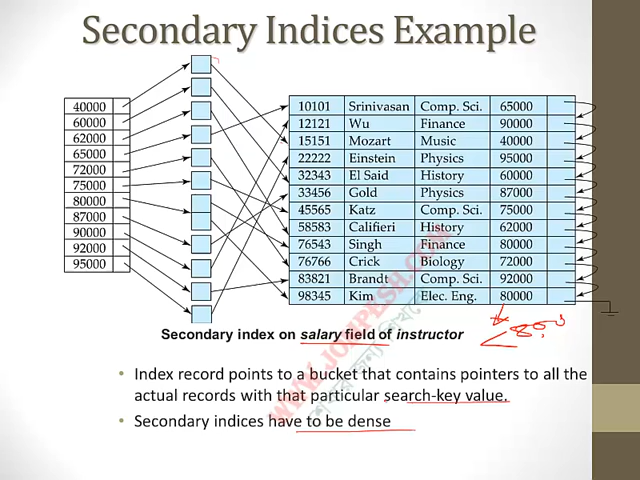 Secondary Indices Example
40000
60000
62000
65000
72000
75000
80000
87000
90000
92000
95000
10101 Srinivasan Comp. Sci. 65000
12121 Wu Finance 90000
15151 Mozart Music 40000
22222 Einstein Physics 95000
32343 El Said History 60000
33456 Gold Physics 87000
45565 Katz Comp. Sci. 75000
58583 Califieri History 62000
76543 Singh Finance 80000
76766 Crick Biology 72000
83821 Brandt Comp. Sci. 92000
98345 Kim Elec. Eng. 80000
Secondary index on salary field of instructor
• Index record points to a bucket that contains pointers to all the
actual records with that particular search-key value.
• Secondary indices have to be dense